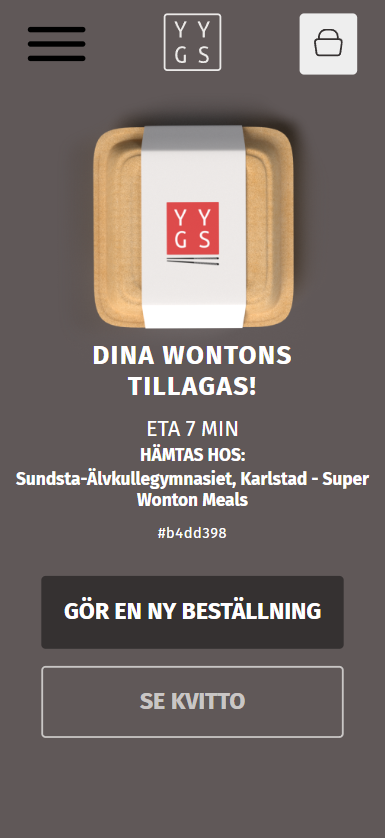 Y Y
G S
Y Y
G S
DINA WONTONS
TILLAGAS!
ETA 7 MIN
HÄMTAS HOS:
Sundsta-Älvkullegymnasiet, Karlstad - Super
Wonton Meals
#b4dd398
GÖR EN NY BESTÄLLNING
SE KVITTO